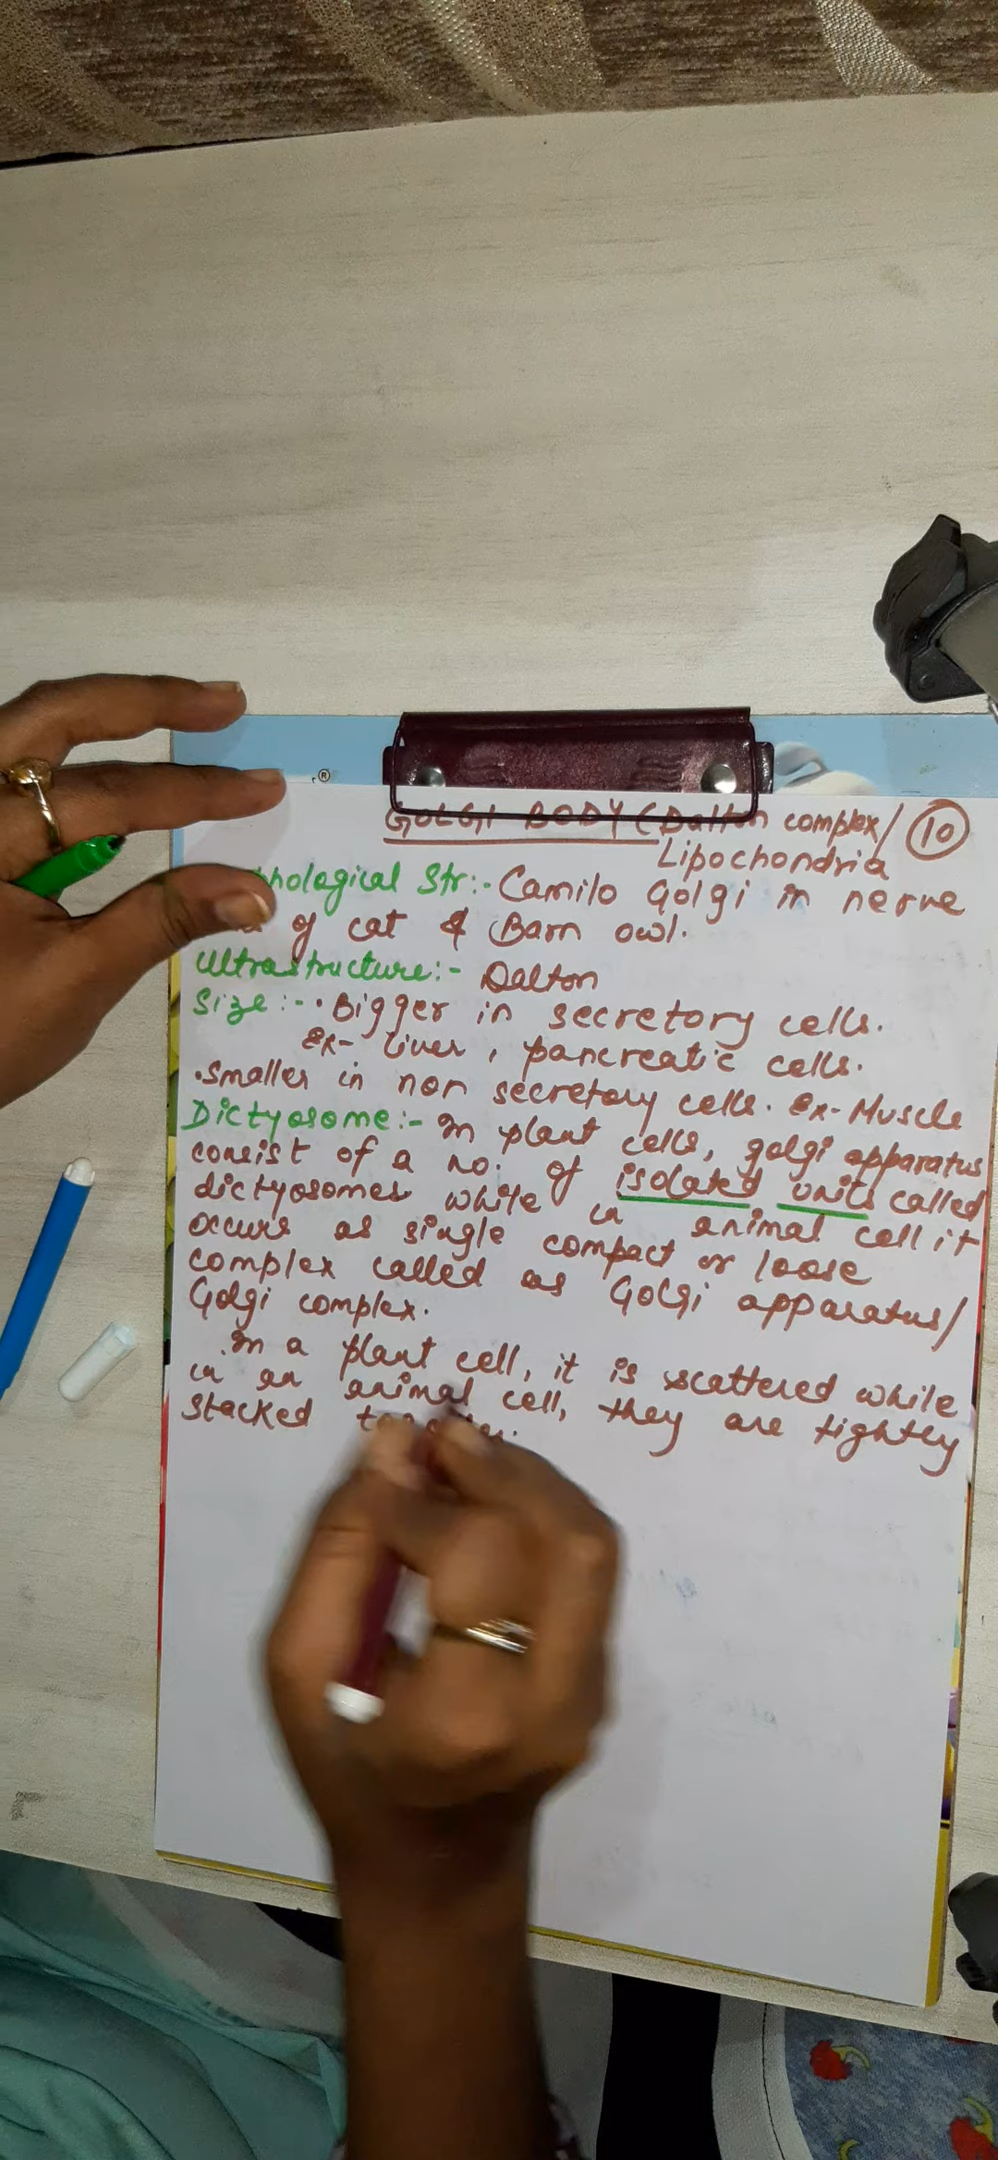 GOLGI BODY (Dalton complex/ 10
Lipochondria
hological Str:- Camilo Golgi in nerve
of cat & Barn owl.
Ultrastructure:- Dalton
Size:- • Bigger in secretory cells.
Ex- Liver, pancreatic cells.
• Smaller in non secretory cells. Ex- Muscle
Dictyosome:- In plant cells, golgi apparatus
consist of a no. of isolated units called
dictyosomes while in animal cell it
occurs as single compact or loose
complex called as Golgi apparatus/
Golgi complex.
In a plant cell, it is scattered while
in an animal cell, they are tightly
stacked
®